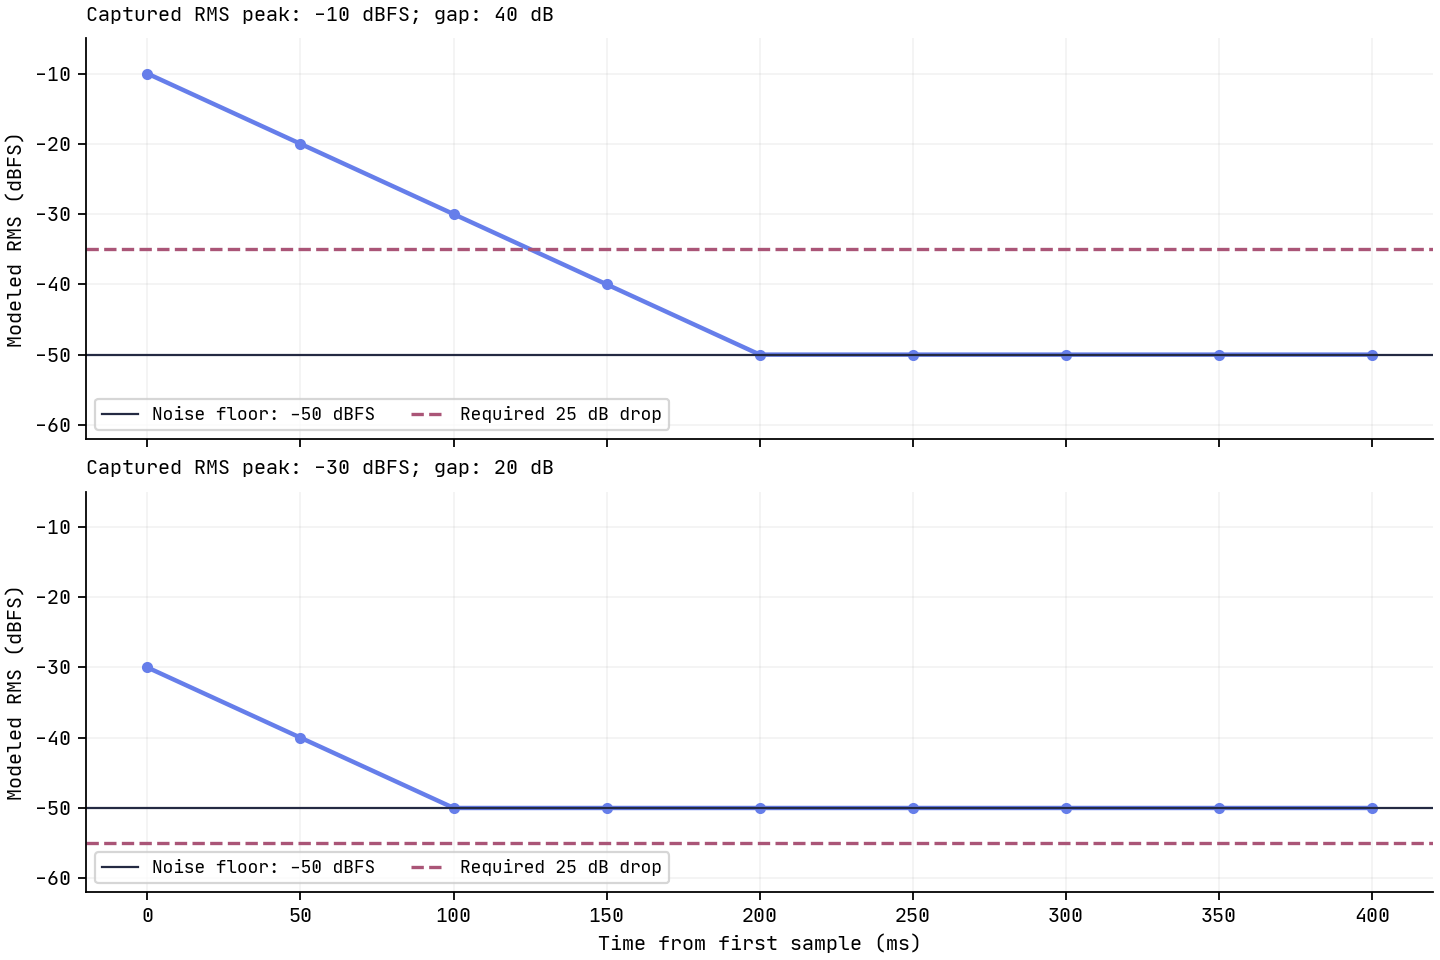 Captured RMS peak: −10 dBFS; gap: 40 dB
Modeled RMS (dBFS)
−10
−20
−30
−40
−50
−60
Noise floor: −50 dBFS
Required 25 dB drop
Captured RMS peak: −30 dBFS; gap: 20 dB
Modeled RMS (dBFS)
−10
−20
−30
−40
−50
−60
Noise floor: −50 dBFS
Required 25 dB drop
0 50 100 150 200 250 300 350 400
Time from first sample (ms)